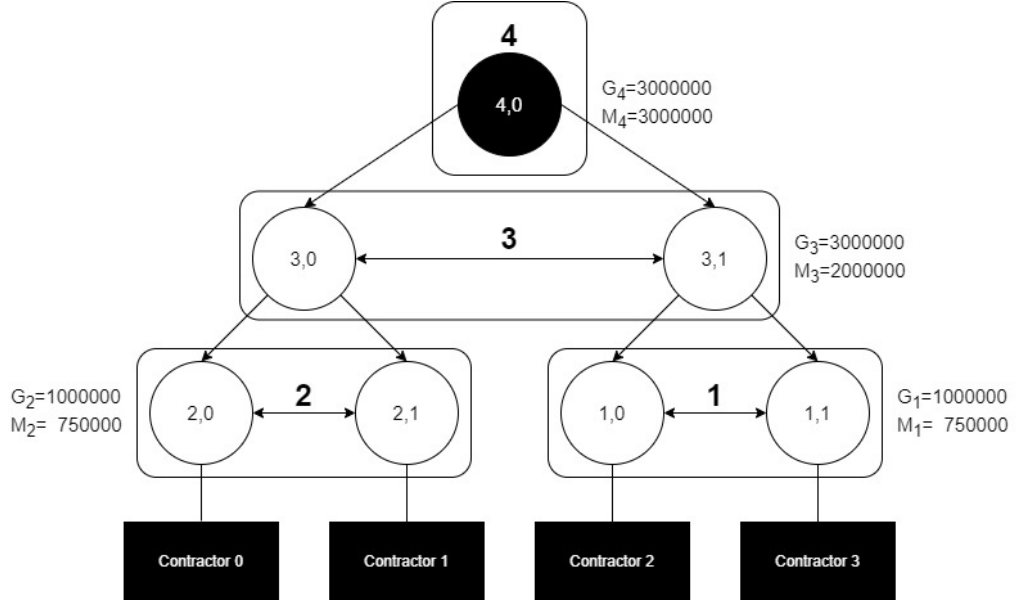 4
4,0
G4=3000000
M4=3000000
3
3,0
3,1
G3=3000000
M3=2000000
G2=1000000
M2= 750000
2
2,0
2,1
1
1,0
1,1
G1=1000000
M1= 750000
Contractor 0
Contractor 1
Contractor 2
Contractor 3